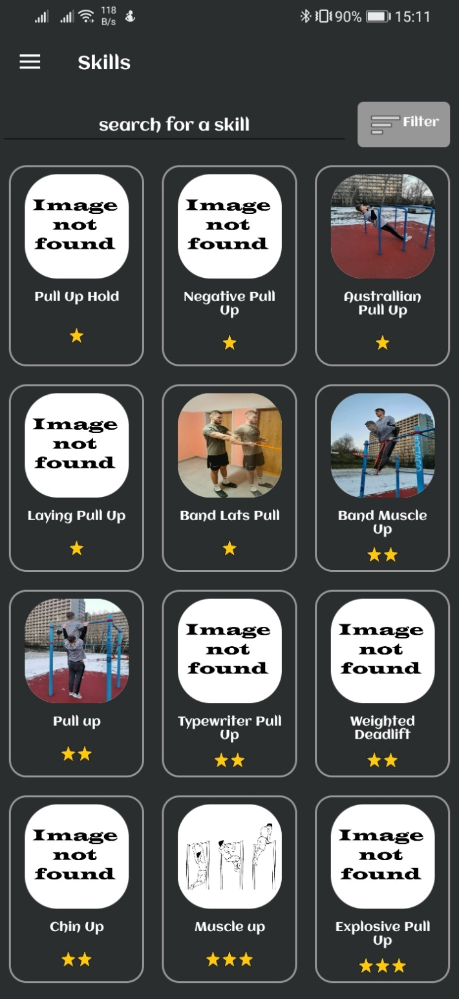 118
B/s
90%
15:11
Skills
search for a skill
Filter
Image
not
found
Image
not
found
Pull Up Hold
Negative Pull
Up
Australlian
Pull Up
Image
not
found
Laying Pull Up
Band Lats Pull
Band Muscle
Up
Image
not
found
Image
not
found
Pull up
Typewriter Pull
Up
Weighted
Deadlift
Image
not
found
Image
not
found
Chin Up
Muscle up
Explosive Pull
Up